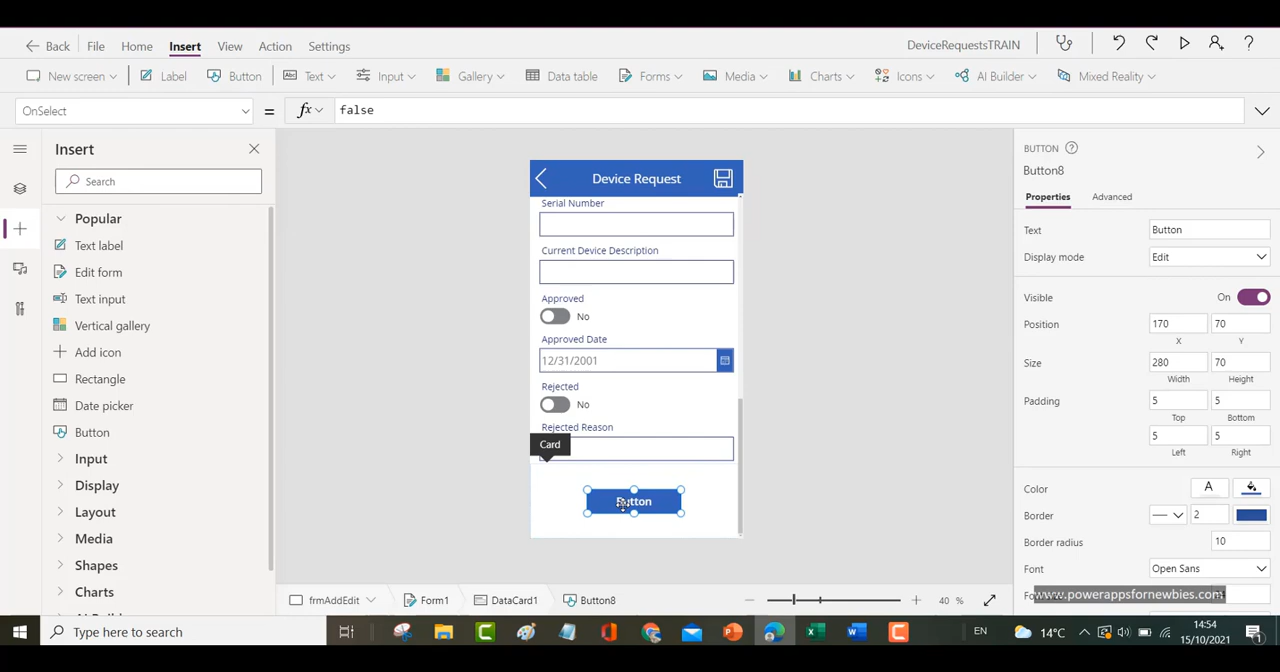 Back File Home Insert View Action Settings DeviceRequestsTRAIN
New screen Label Button Text Input Gallery Data table Forms Media Charts Icons AI Builder Mixed Reality
OnSelect = fx false
Insert
Search
Popular
Text label
Edit form
Text input
Vertical gallery
Add icon
Rectangle
Date picker
Button
Input
Display
Layout
Media
Shapes
Charts
Device Request
Serial Number
Current Device Description
Approved
No
Approved Date
12/31/2001
Rejected
No
Rejected Reason
Card
Button
BUTTON
Button8
Properties Advanced
Text Button
Display mode Edit
Visible On
Position 170 70
X Y
Size 280 70
Width Height
Padding 5 5
Top Bottom
5 5
Left Right
Color A
Border 2
Border radius 10
Font Open Sans
www.powerappsfornewbies.com
frmAddEdit Form1 DataCard1 Button8 40 %
Type here to search
EN 14°C 14:54
15/10/2021
1